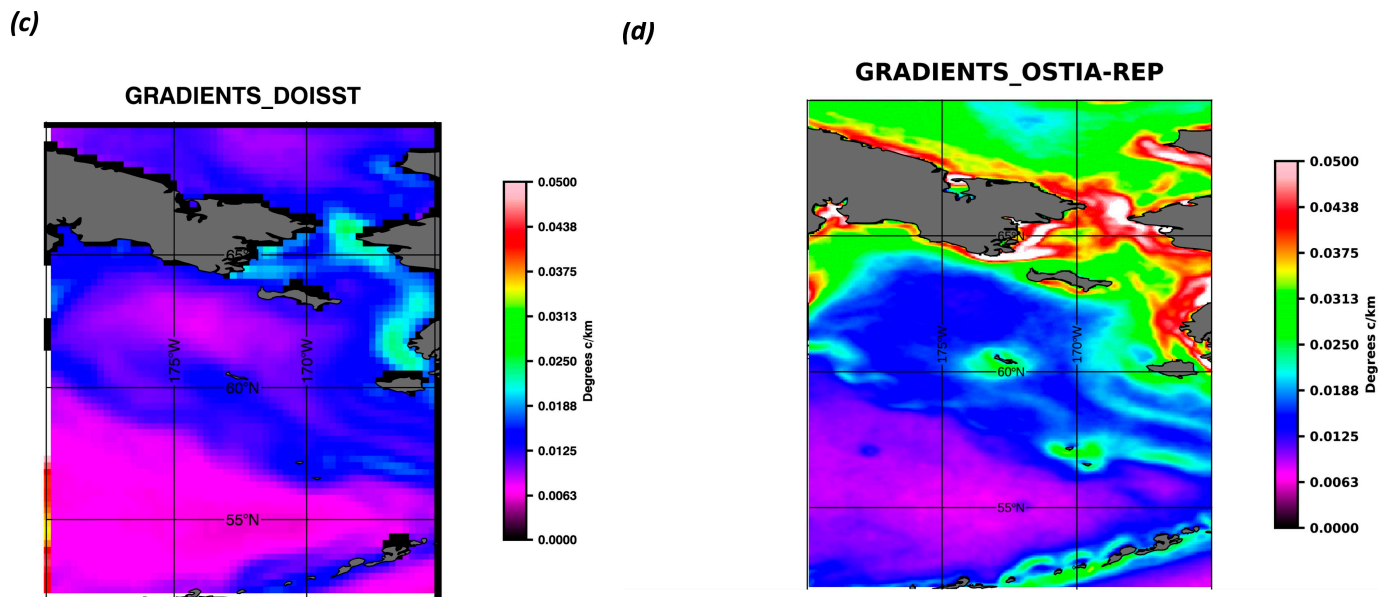 (c)
GRADIENTS_DOISST
65°
175°W
170°W
60°N
55°N
0.0500
0.0438
0.0375
0.0313
0.0250
0.0188
0.0125
0.0063
0.0000
Degrees c/km
(d)
GRADIENTS_OSTIA-REP
65°N
175°W
170°W
60°N
55°N
0.0500
0.0438
0.0375
0.0313
0.0250
0.0188
0.0125
0.0063
0.0000
Degrees c/km